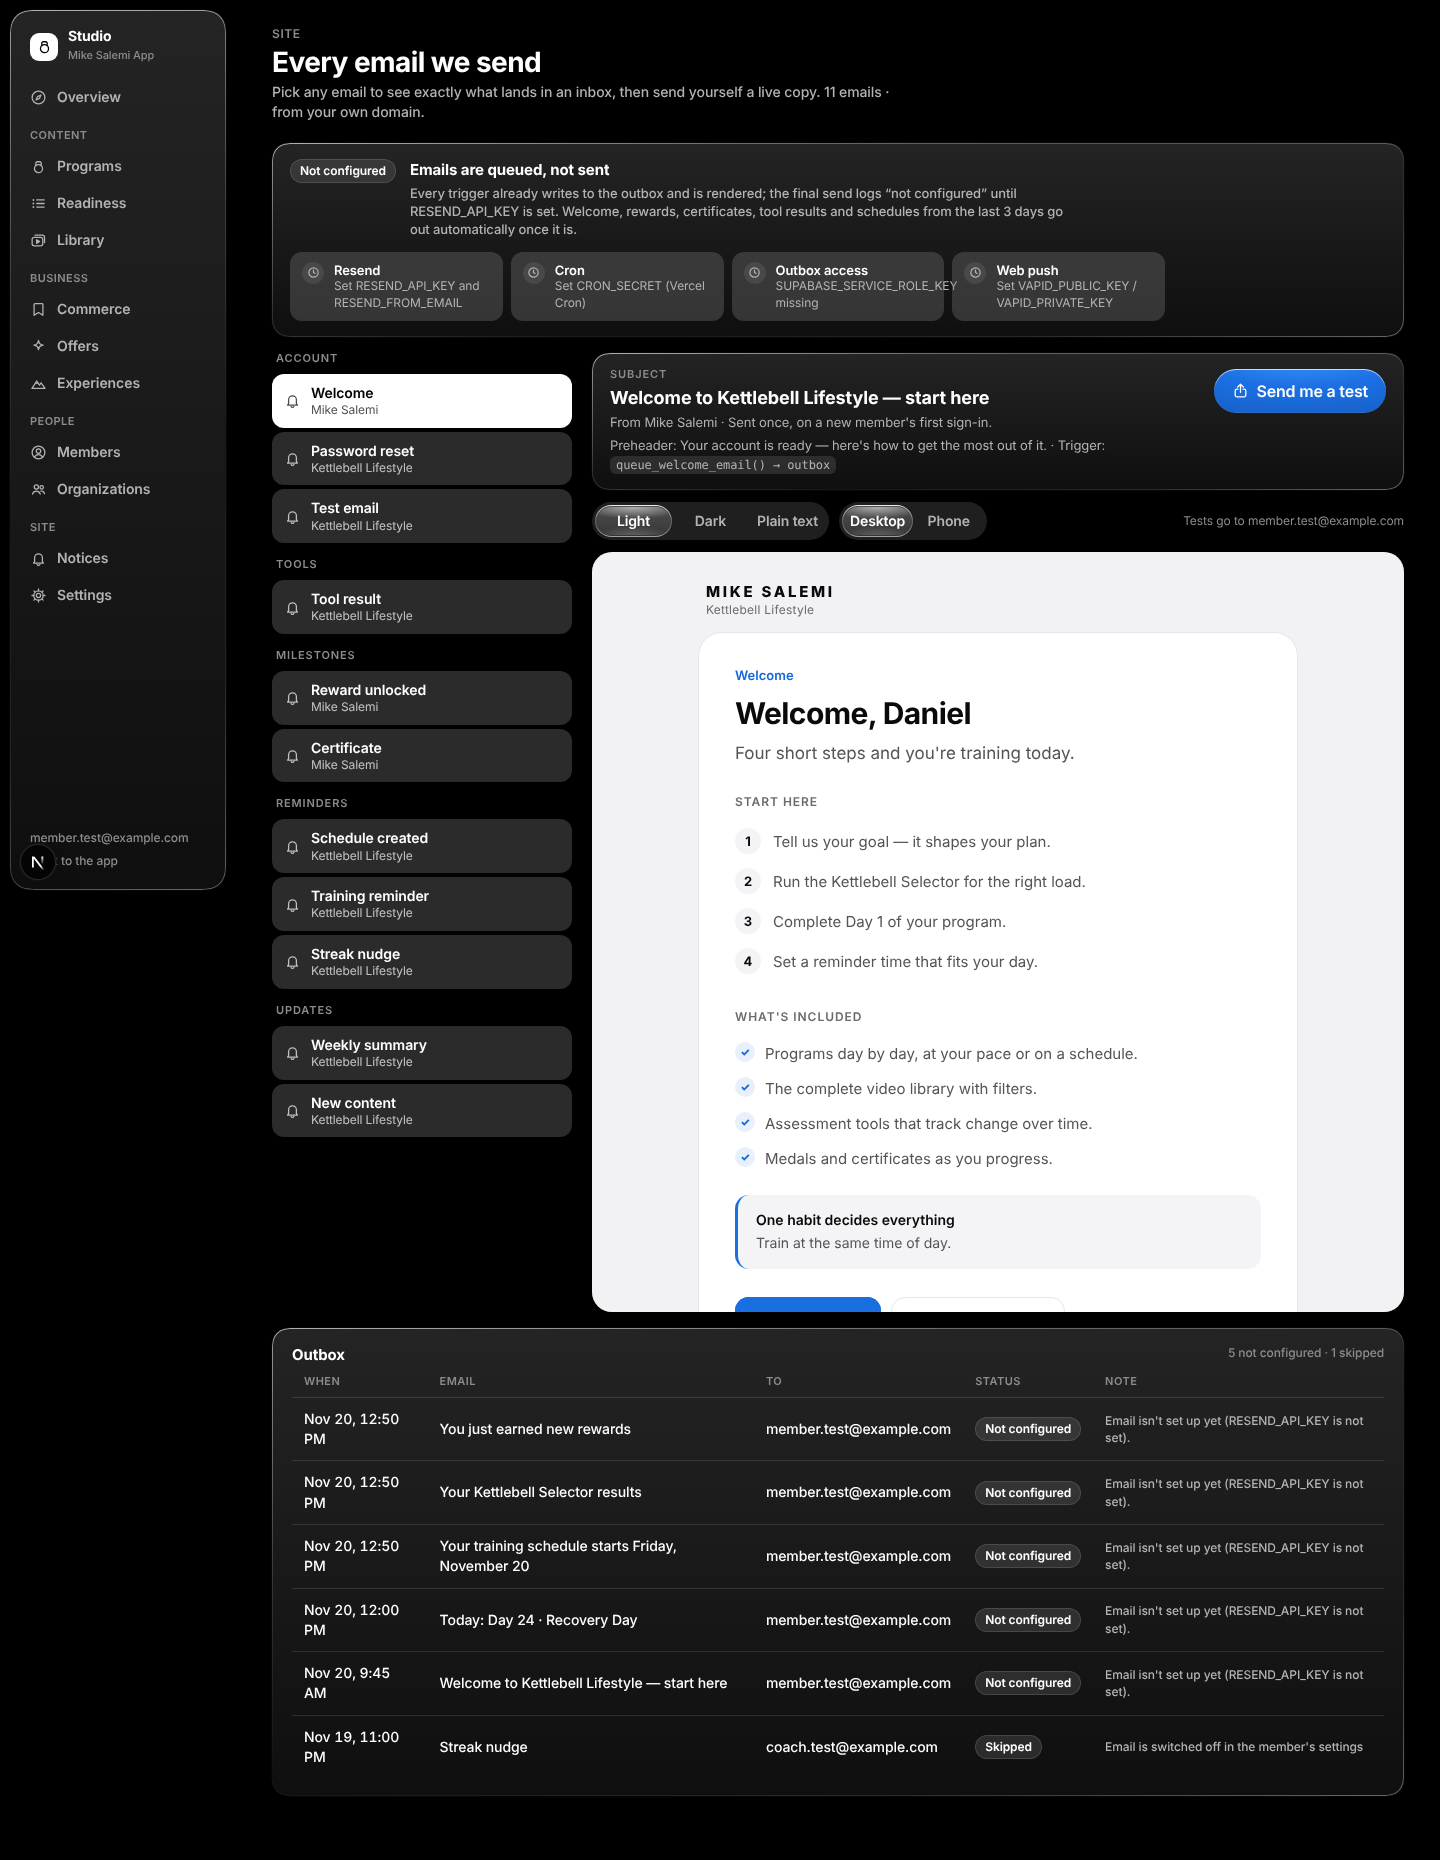 Studio
Mike Salemi App
Overview
CONTENT
Programs
Readiness
Library
BUSINESS
Commerce
Offers
Experiences
PEOPLE
Members
Organizations
SITE
Notices
Settings
member.test@example.com
N
to the app
SITE
Every email we send
Pick any email to see exactly what lands in an inbox, then send yourself a live copy. 11 emails ·
from your own domain.
Not configured
Emails are queued, not sent
Every trigger already writes to the outbox and is rendered; the final send logs “not configured” until
RESEND_API_KEY is set. Welcome, rewards, certificates, tool results and schedules from the last 3 days go
out automatically once it is.
Resend
Set RESEND_API_KEY and
RESEND_FROM_EMAIL
Cron
Set CRON_SECRET (Vercel
Cron)
Outbox access
SUPABASE_SERVICE_ROLE_KEY
missing
Web push
Set VAPID_PUBLIC_KEY /
VAPID_PRIVATE_KEY
ACCOUNT
Welcome
Mike Salemi
Password reset
Kettlebell Lifestyle
Test email
Kettlebell Lifestyle
TOOLS
Tool result
Kettlebell Lifestyle
MILESTONES
Reward unlocked
Mike Salemi
Certificate
Mike Salemi
REMINDERS
Schedule created
Kettlebell Lifestyle
Training reminder
Kettlebell Lifestyle
Streak nudge
Kettlebell Lifestyle
UPDATES
Weekly summary
Kettlebell Lifestyle
New content
Kettlebell Lifestyle
SUBJECT
Welcome to Kettlebell Lifestyle — start here
From Mike Salemi · Sent once, on a new member's first sign-in.
Preheader: Your account is ready — here's how to get the most out of it. · Trigger:
queue_welcome_email() → outbox
Send me a test
Light Dark Plain text Desktop Phone
Tests go to member.test@example.com
MIKE SALEMI
Kettlebell Lifestyle
Welcome
Welcome, Daniel
Four short steps and you're training today.
START HERE
1 Tell us your goal — it shapes your plan.
2 Run the Kettlebell Selector for the right load.
3 Complete Day 1 of your program.
4 Set a reminder time that fits your day.
WHAT'S INCLUDED
Programs day by day, at your pace or on a schedule.
The complete video library with filters.
Assessment tools that track change over time.
Medals and certificates as you progress.
One habit decides everything
Train at the same time of day.
Outbox
5 not configured · 1 skipped
WHEN EMAIL TO STATUS NOTE
Nov 20, 12:50
PM
You just earned new rewards
member.test@example.com
Not configured
Email isn't set up yet (RESEND_API_KEY is not
set).
Nov 20, 12:50
PM
Your Kettlebell Selector results
member.test@example.com
Not configured
Email isn't set up yet (RESEND_API_KEY is not
set).
Nov 20, 12:50
PM
Your training schedule starts Friday,
November 20
member.test@example.com
Not configured
Email isn't set up yet (RESEND_API_KEY is not
set).
Nov 20, 12:00
PM
Today: Day 24 · Recovery Day
member.test@example.com
Not configured
Email isn't set up yet (RESEND_API_KEY is not
set).
Nov 20, 9:45
AM
Welcome to Kettlebell Lifestyle — start here
member.test@example.com
Not configured
Email isn't set up yet (RESEND_API_KEY is not
set).
Nov 19, 11:00
PM
Streak nudge
coach.test@example.com
Skipped
Email is switched off in the member's settings